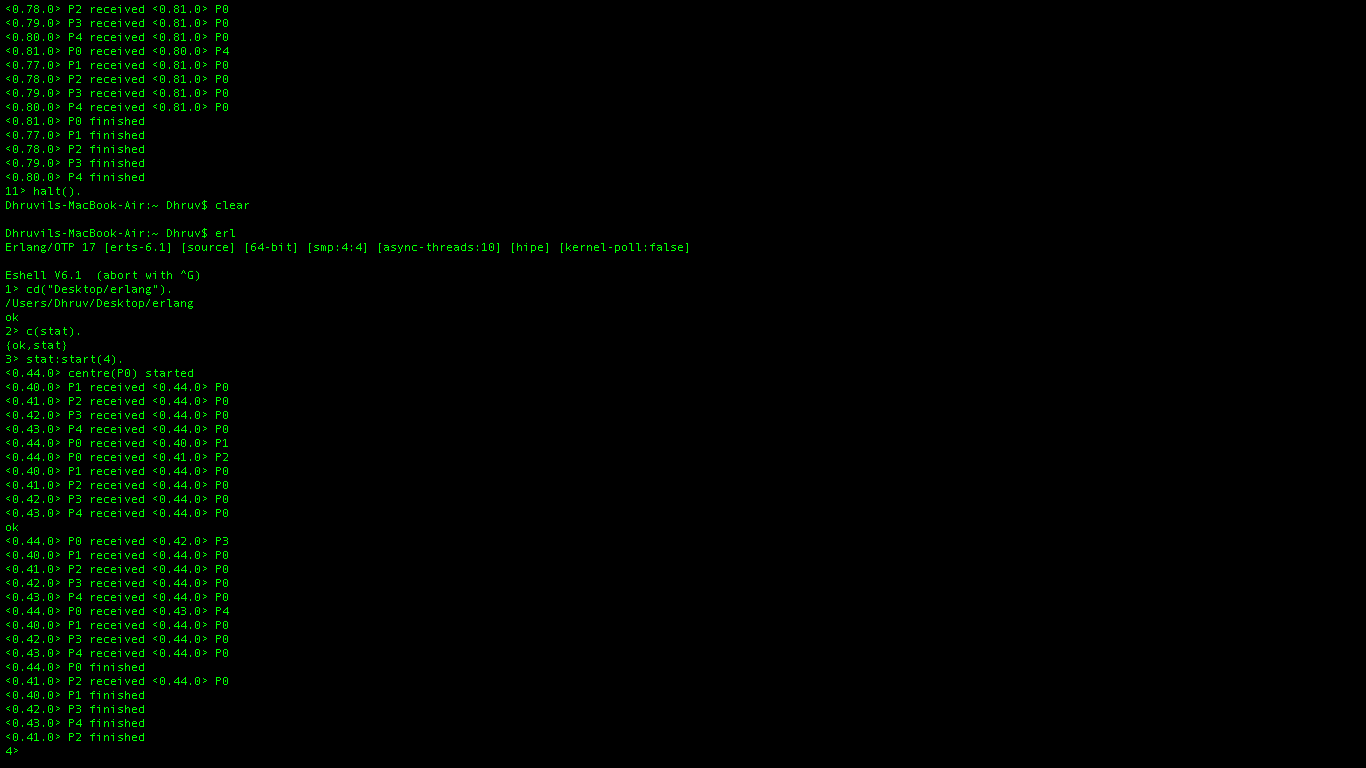 <0.78.0> P2 received <0.81.0> P0
<0.79.0> P3 received <0.81.0> P0
<0.80.0> P4 received <0.81.0> P0
<0.81.0> P0 received <0.80.0> P4
<0.77.0> P1 received <0.81.0> P0
<0.78.0> P2 received <0.81.0> P0
<0.79.0> P3 received <0.81.0> P0
<0.80.0> P4 received <0.81.0> P0
<0.81.0> P0 finished
<0.77.0> P1 finished
<0.78.0> P2 finished
<0.79.0> P3 finished
<0.80.0> P4 finished
11> halt().
Dhruvils-MacBook-Air:~ Dhruv$ clear
Dhruvils-MacBook-Air:~ Dhruv$ erl
Erlang/OTP 17 [erts-6.1] [source] [64-bit] [smp:4:4] [async-threads:10] [hipe] [kernel-poll:false]
Eshell V6.1  (abort with ^G)
1> cd("Desktop/erlang").
/Users/Dhruv/Desktop/erlang
ok
2> c(stat).
{ok,stat}
3> stat:start(4).
<0.44.0> centre(P0) started
<0.40.0> P1 received <0.44.0> P0
<0.41.0> P2 received <0.44.0> P0
<0.42.0> P3 received <0.44.0> P0
<0.43.0> P4 received <0.44.0> P0
<0.44.0> P0 received <0.40.0> P1
<0.44.0> P0 received <0.41.0> P2
<0.40.0> P1 received <0.44.0> P0
<0.41.0> P2 received <0.44.0> P0
<0.42.0> P3 received <0.44.0> P0
<0.43.0> P4 received <0.44.0> P0
ok
<0.44.0> P0 received <0.42.0> P3
<0.40.0> P1 received <0.44.0> P0
<0.41.0> P2 received <0.44.0> P0
<0.42.0> P3 received <0.44.0> P0
<0.43.0> P4 received <0.44.0> P0
<0.44.0> P0 received <0.43.0> P4
<0.40.0> P1 received <0.44.0> P0
<0.42.0> P3 received <0.44.0> P0
<0.43.0> P4 received <0.44.0> P0
<0.44.0> P0 finished
<0.41.0> P2 received <0.44.0> P0
<0.40.0> P1 finished
<0.42.0> P3 finished
<0.43.0> P4 finished
<0.41.0> P2 finished
4>